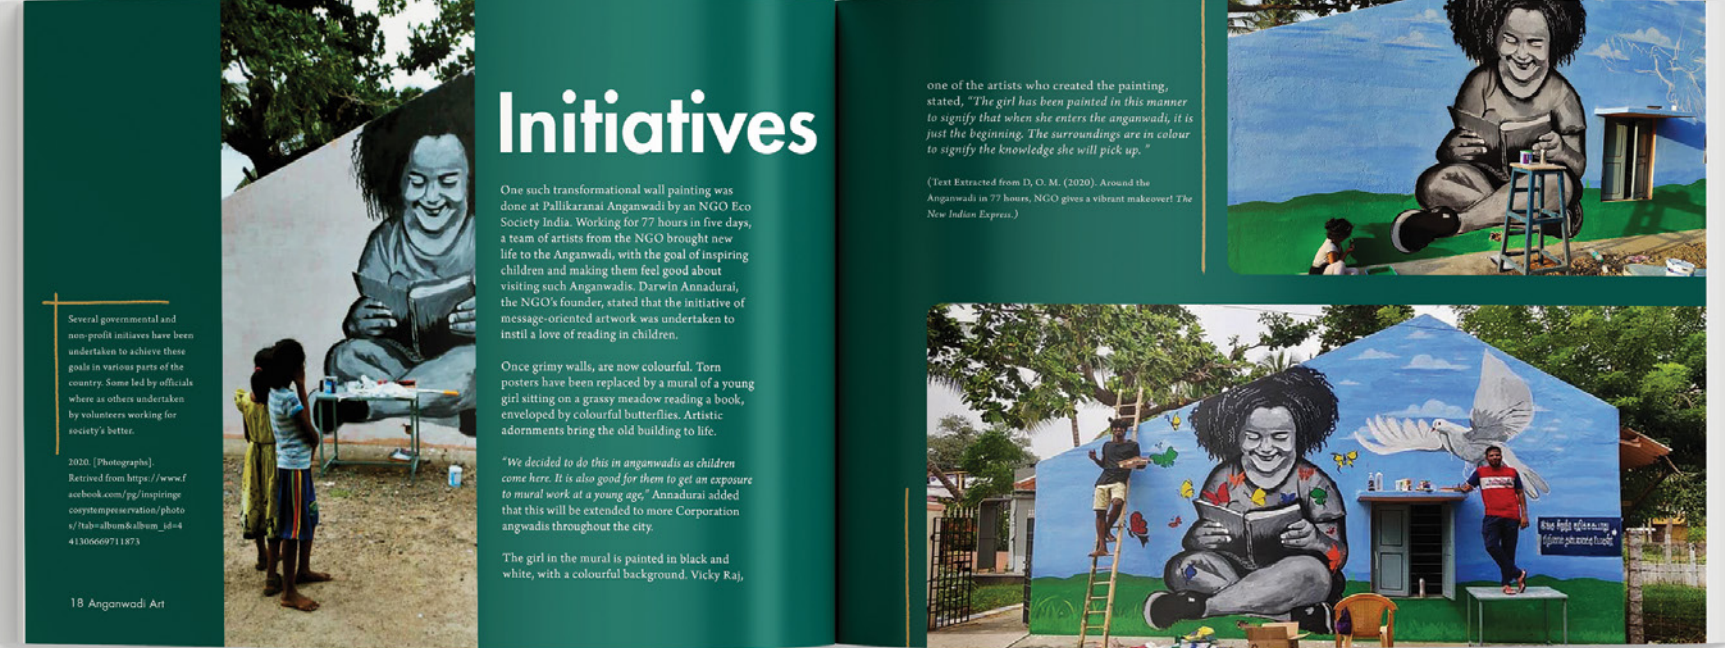 Several governmental and
non-profit initiaves have been
undertaken to achieve these
goals in various parts of the
country. Some led by officials
where as others undertaken
by volunteers working for
society's better.
2020. [Photographs].
Retrived from https://www.f
acebook.com/pg/inspiringe
cosystempreservation/photo
s/?tab=album&album_id=4
41306669711873
18 Anganwadi Art
Initiatives
One such transformational wall painting was
done at Pallikaranai Anganwadi by an NGO Eco
Society India. Working for 77 hours in five days,
a team of artists from the NGO brought new
life to the Anganwadi, with the goal of inspiring
children and making them feel good about
visiting such Anganwadis. Darwin Annadurai,
the NGO's founder, stated that the initiative of
message-oriented artwork was undertaken to
instil a love of reading in children.
Once grimy walls, are now colourful. Torn
posters have been replaced by a mural of a young
girl sitting on a grassy meadow reading a book,
enveloped by colourful butterflies. Artistic
adornments bring the old building to life.
"We decided to do this in anganwadis as children
come here. It is also good for them to get an exposure
to mural work at a young age," Annadurai added
that this will be extended to more Corporation
angwadis throughout the city.
The girl in the mural is painted in black and
white, with a colourful background. Vicky Raj,
one of the artists who created the painting,
stated, "The girl has been painted in this manner
to signify that when she enters the anganwadi, it is
just the beginning. The surroundings are in colour
to signify the knowledge she will pick up. "
(Text Extracted from D, O. M. (2020). Around the
Anganwadi in 77 hours, NGO gives a vibrant makeover! The
New Indian Express.)